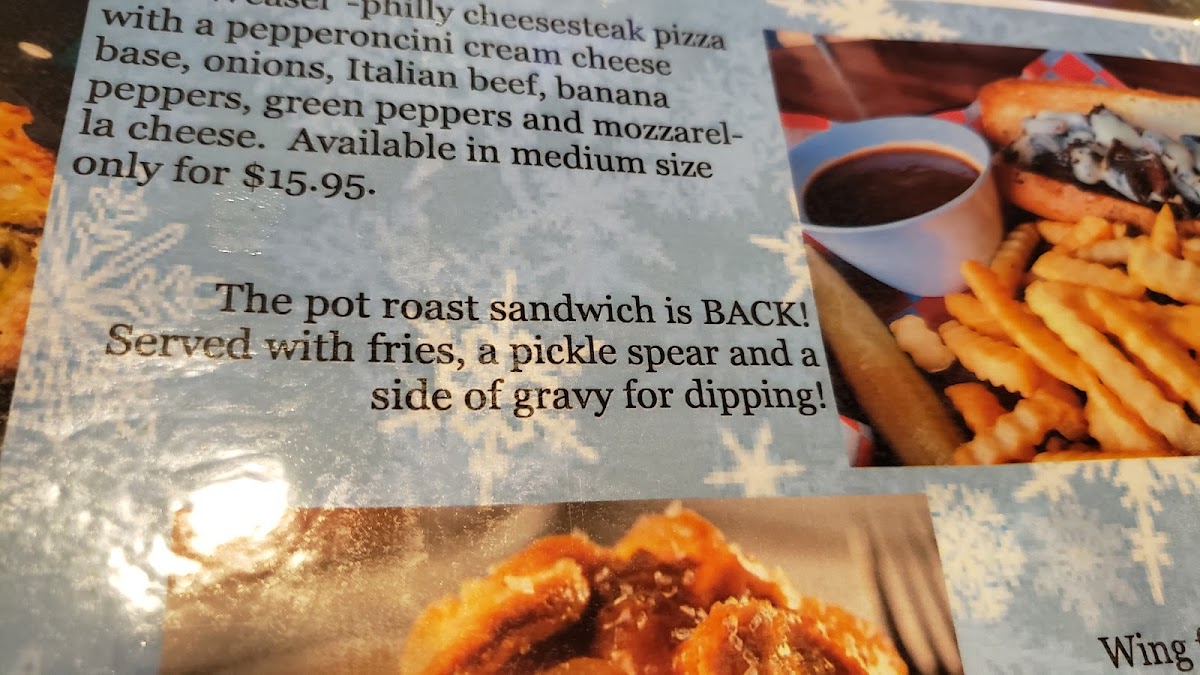 -philly cheesesteak pizza
with a pepperoncini cream cheese
base, onions, Italian beef, banana
peppers, green peppers and mozzarel-
la cheese. Available in medium size
only for $15.95.
The pot roast sandwich is BACK!
Served with fries, a pickle spear and a
side of gravy for dipping!
Wing